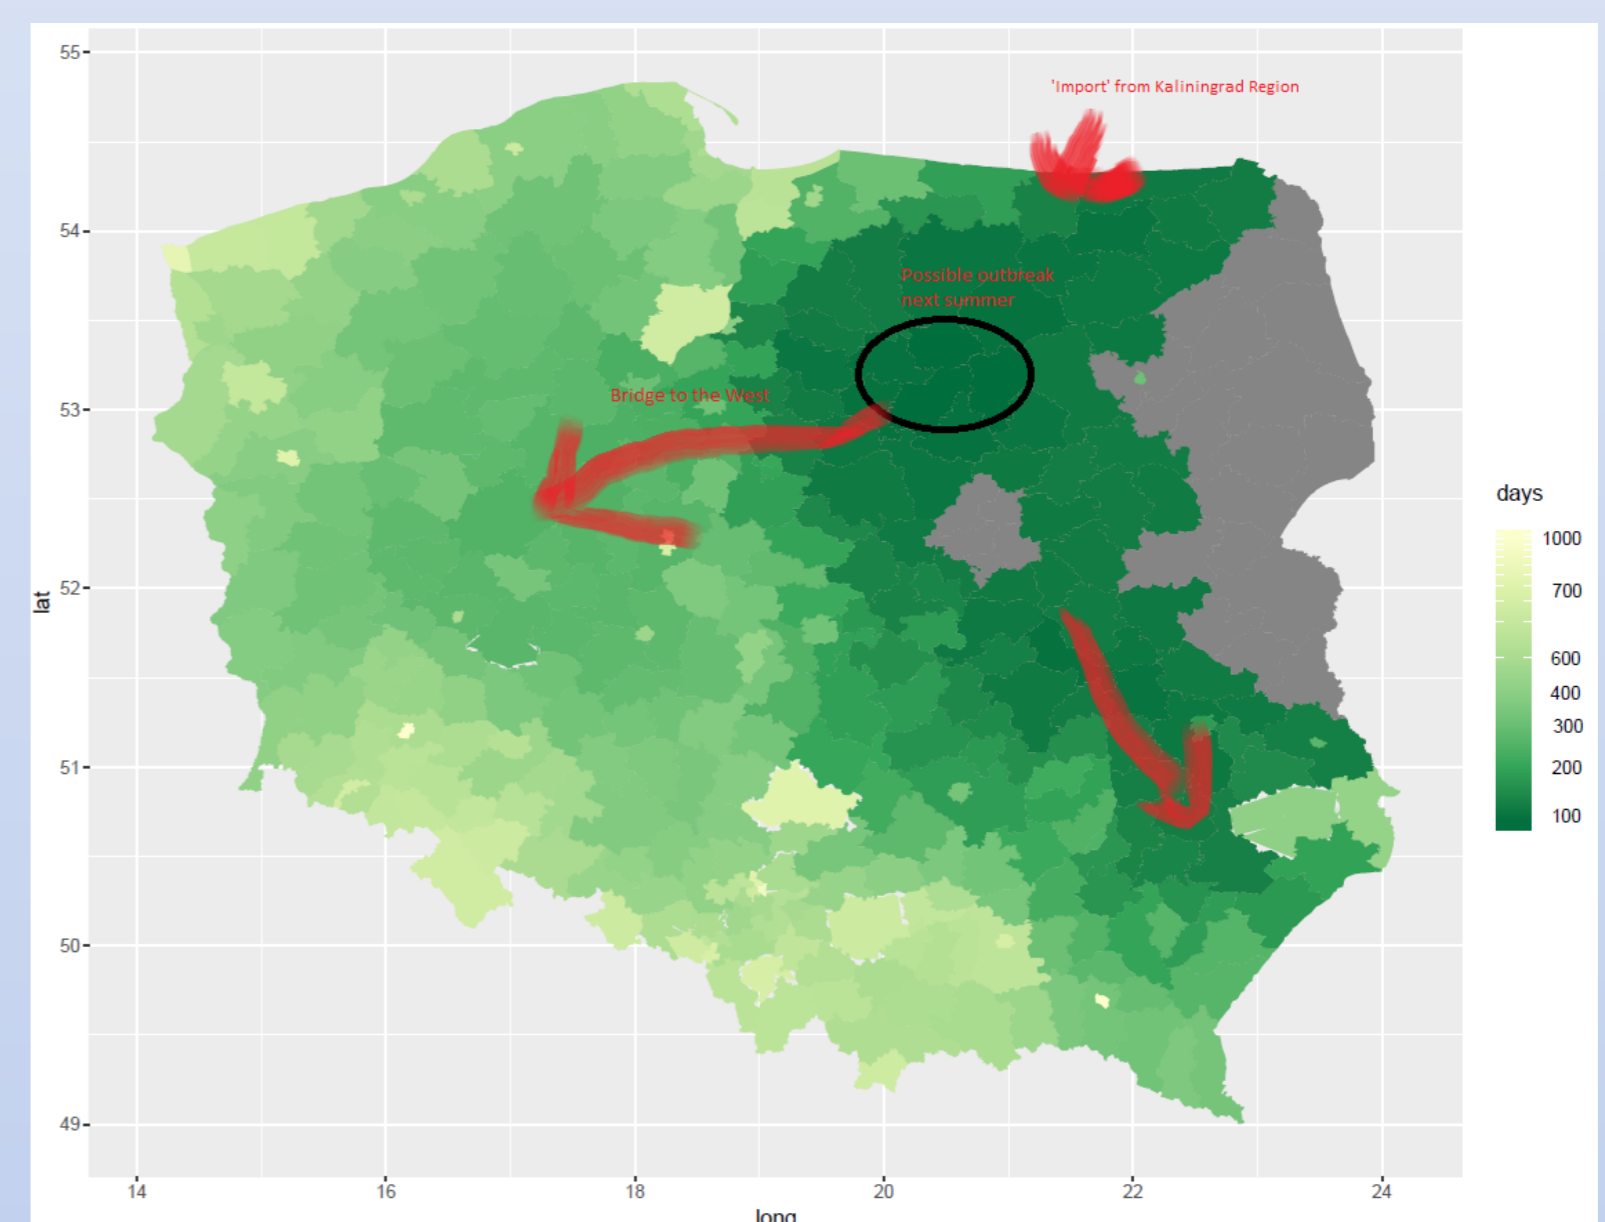 55
'Import' from Kaliningrad Region
54
Possible outbreak
next summer
53
Bridge to the West
days
1000
700
600
400
300
200
100
52
lat
51
50
49
14 16 18 20 22 24
long